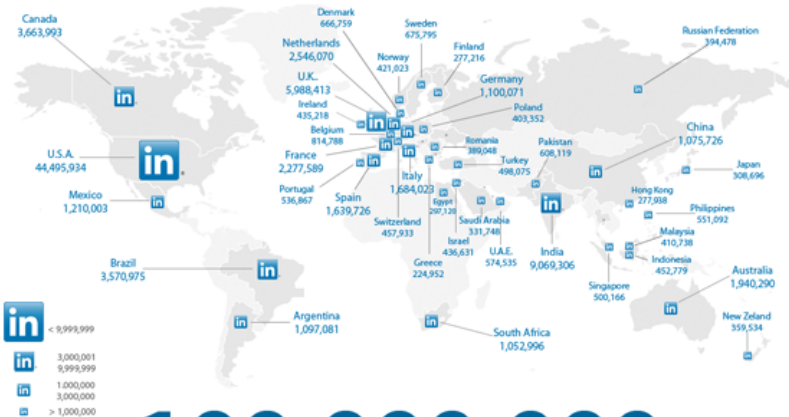 Canada
3,663,993
Denmark
666,759
Sweden
675,795
Russian Federation
394,478
Netherlands
2,546,070
Norway
421,023
Finland
277,216
U.K..
5,988,413
Germany
1,100,071
Ireland
435,218
Poland
403,352
Belgium
814,788
Romania
389,048
Pakistan
608,119
China
1,075,726
U.S.A.
44,495,934
France
2,277,589
Italy
1,684,023
Turkey
498,075
Japan
308,696
Mexico
1,210,003
Portugal
536,867
Spain
1,639,726
Switzerland
457,933
Egypt
297,120
Saudi Arabia
331,748
Hong Kong
277,938
Philippines
551,092
Israel
436,631
U.A.E.
574,535
India
9,069,306
Malaysia
410,738
Indonesia
452,779
Greece
224,952
Singapore
500,166
Brazil
3,570,975
Australia
1,940,290
Argentina
1,097,081
South Africa
1,052,996
New Zeland
359,534
in
< 9,999,999
in
3,000,001
9,999,999
in
1.000,000
3,000,000
in
> 1,000,000